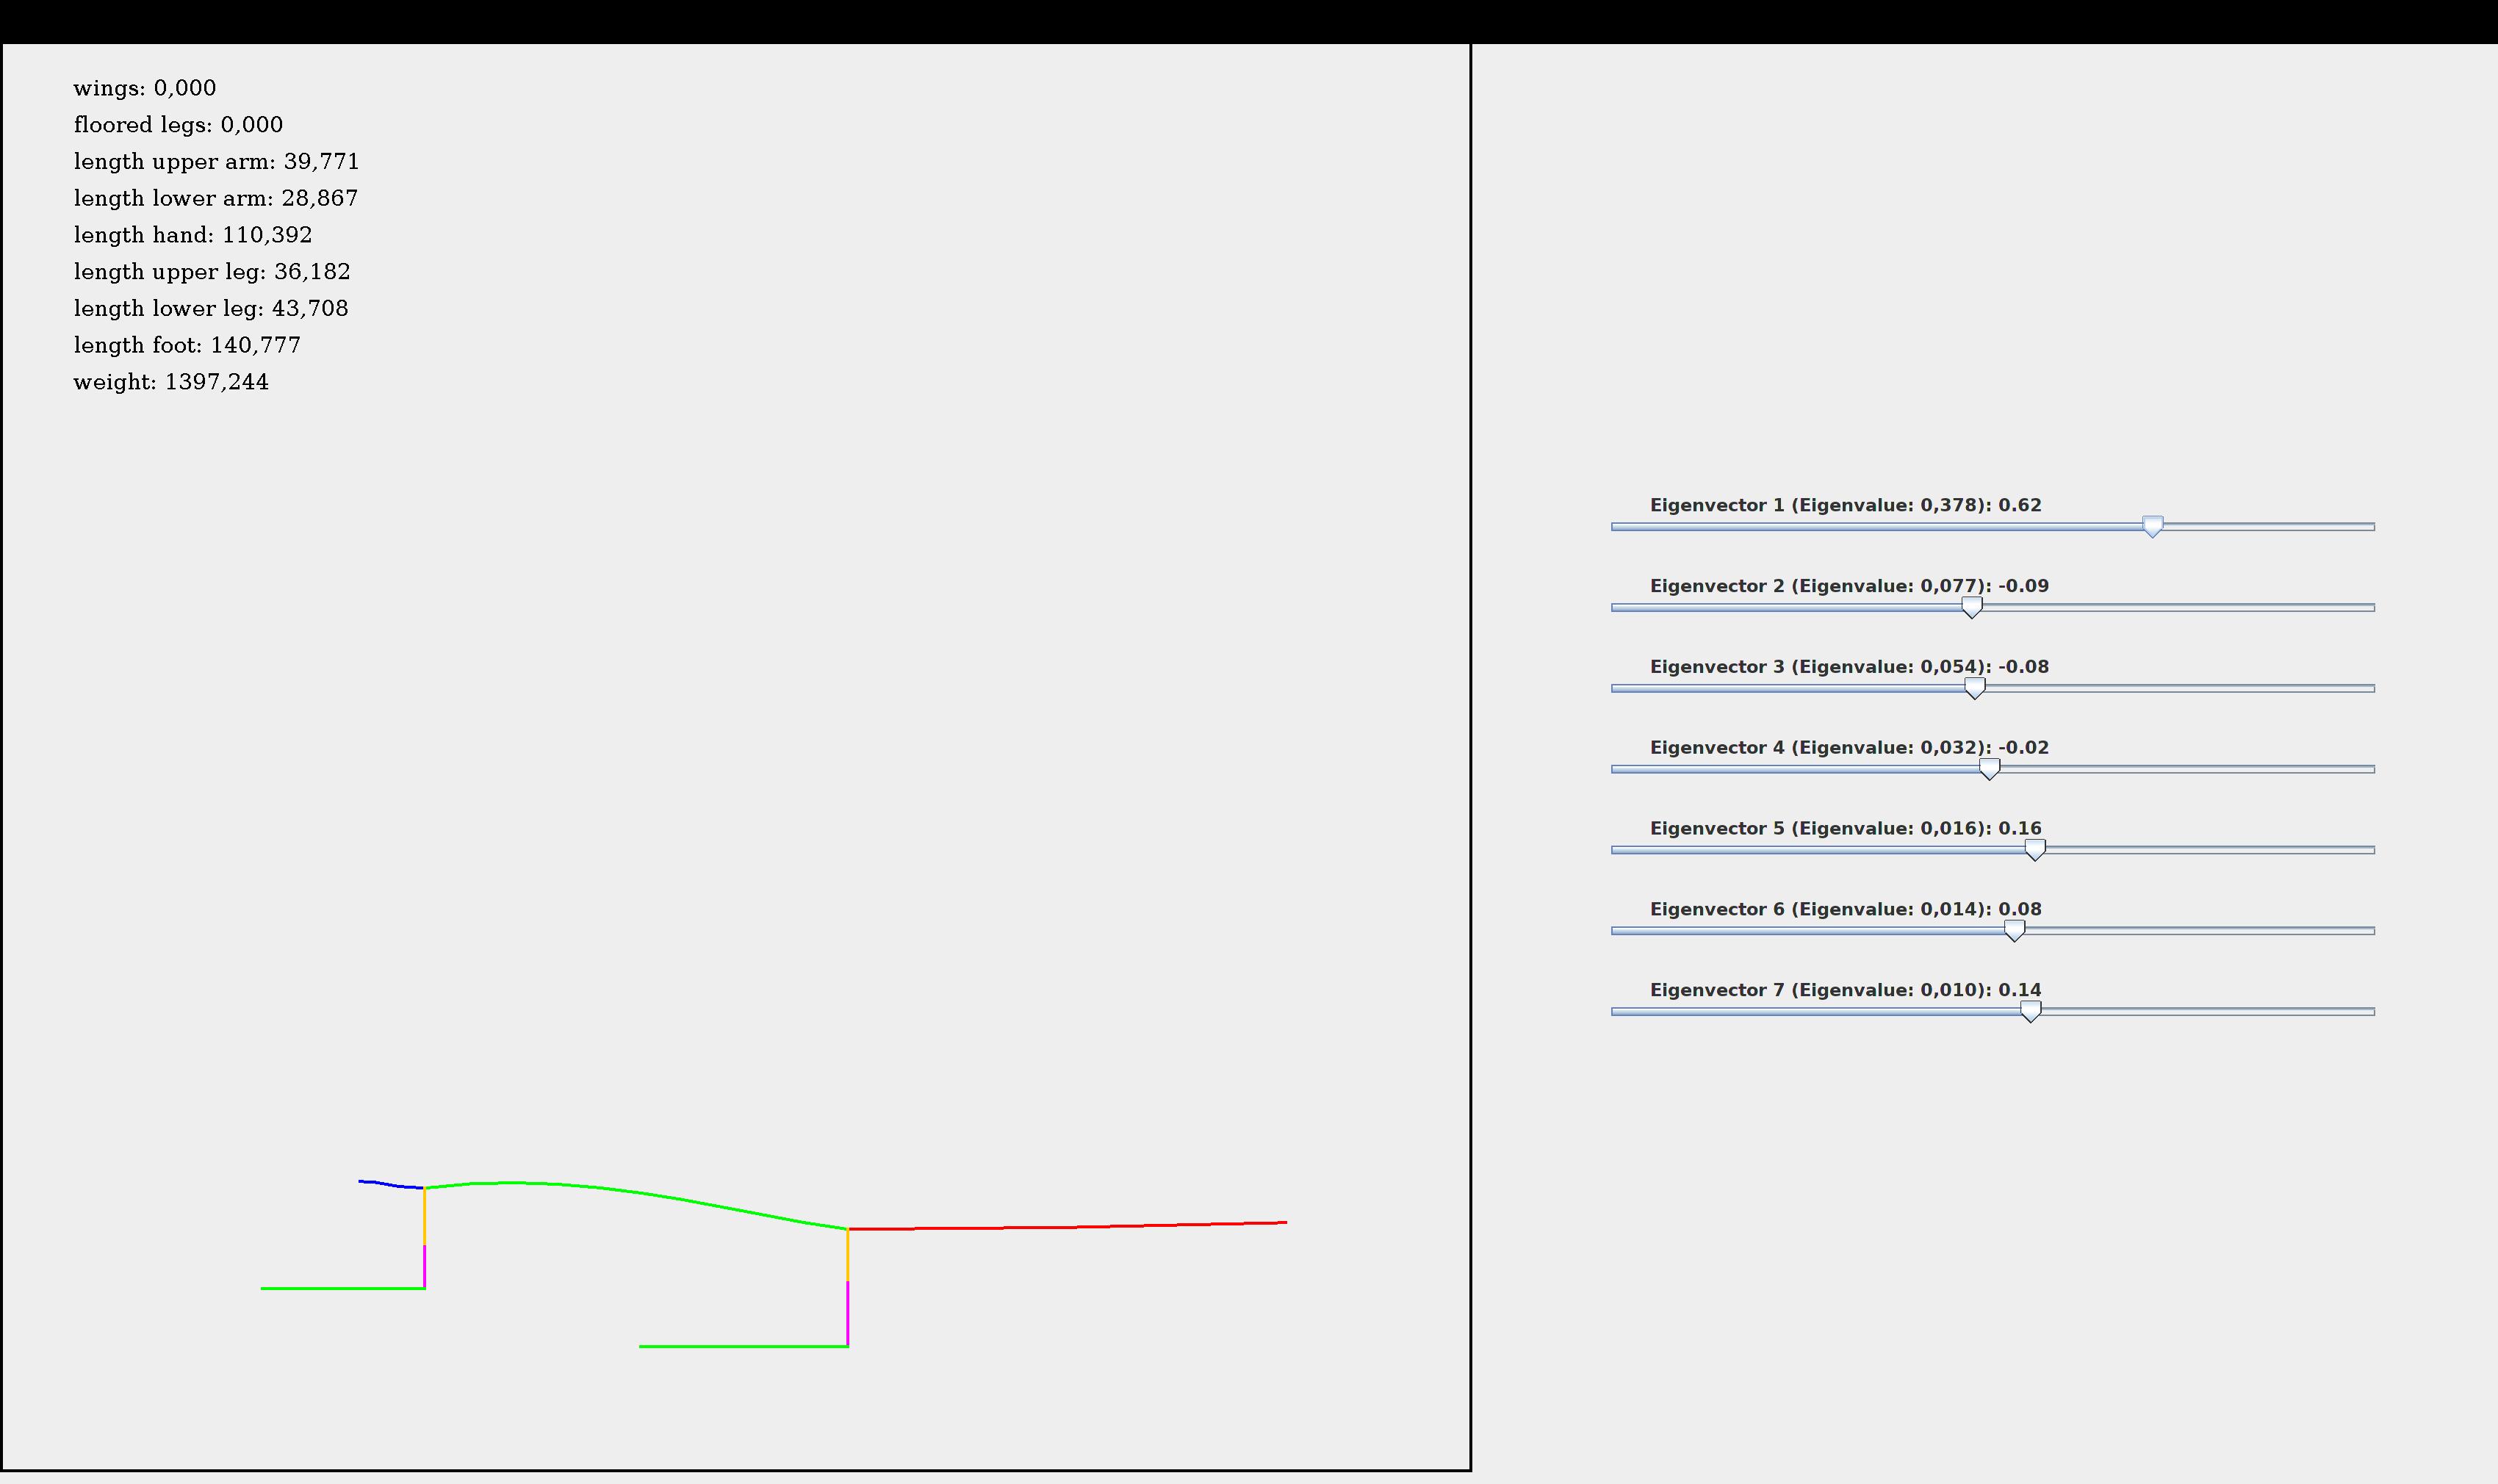 wings: 0,000
floored legs: 0,000
length upper arm: 39,771
length lower arm: 28,867
length hand: 110,392
length upper leg: 36,182
length lower leg: 43,708
length foot: 140,777
weight: 1397,244
Eigenvector 1 (Eigenvalue: 0,378): 0.62
Eigenvector 2 (Eigenvalue: 0,077): -0.09
Eigenvector 3 (Eigenvalue: 0,054): -0.08
Eigenvector 4 (Eigenvalue: 0,032): -0.02
Eigenvector 5 (Eigenvalue: 0,016): 0.16
Eigenvector 6 (Eigenvalue: 0,014): 0.08
Eigenvector 7 (Eigenvalue: 0,010): 0.14